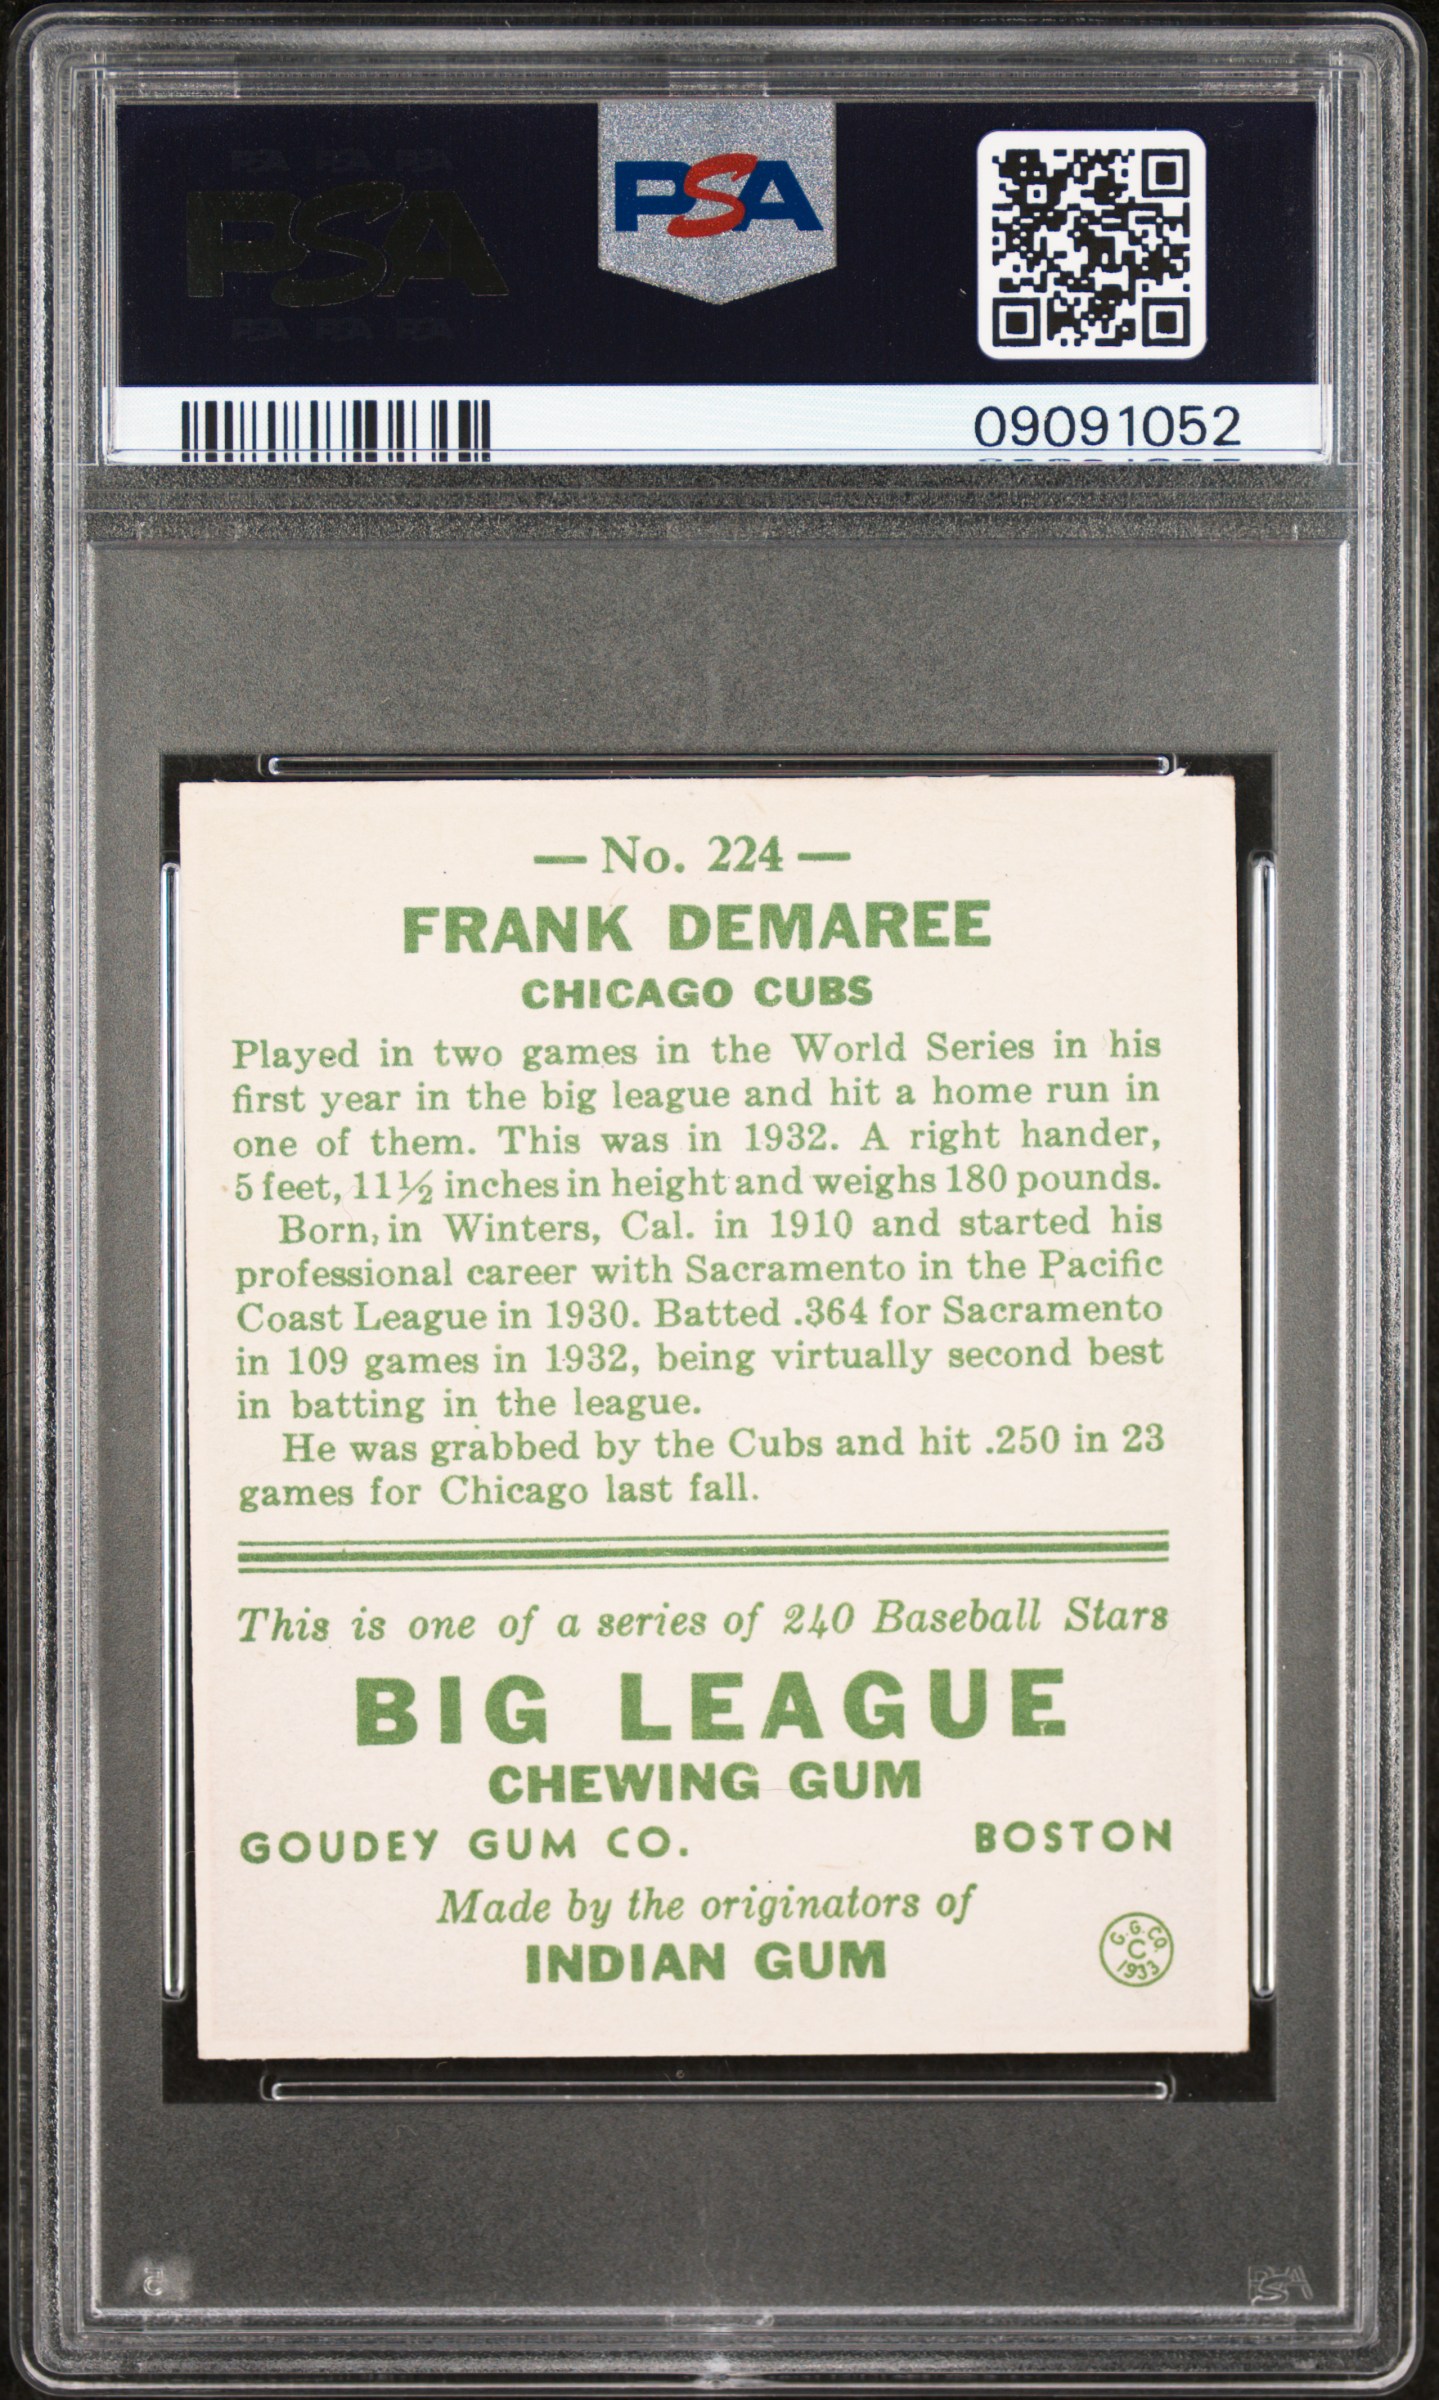 PSA
PSA
09091052
— No. 224 —
FRANK DEMAREE
CHICAGO CUBS
Played in two games in the World Series in his
first year in the big league and hit a home run in
one of them. This was in 1932. A right hander,
5 feet, 11½ inches in height and weighs 180 pounds.
Born, in Winters, Cal. in 1910 and started his
professional career with Sacramento in the Pacific
Coast League in 1930. Batted .364 for Sacramento
in 109 games in 1932, being virtually second best
in batting in the league.
He was grabbed by the Cubs and hit .250 in 23
games for Chicago last fall.
This is one of a series of 240 Baseball Stars
BIG LEAGUE
CHEWING GUM
GOUDEY GUM CO. BOSTON
Made by the originators of
INDIAN GUM
G. G. CO.
C
1933
PSA